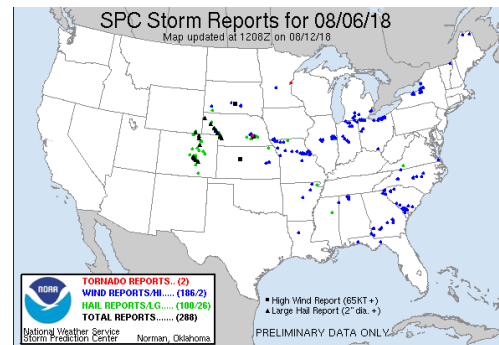 SPC Storm Reports for 08/06/18
Map updated at 1208Z on 08/12/18
TORNADO REPORTS.. (2)
WIND REPORTS/HI..... (186/2)
HAIL REPORTS/LG..... (100/26)
TOTAL REPORTS....... (288)
NOAA
National Weather Service
Storm Prediction Center Norman, Oklahoma
High Wind Report (65KT +)
Large Hail Report (2" dia. +)
PRELIMINARY DATA ONLY